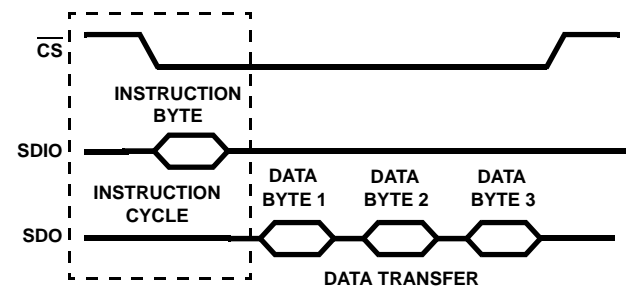 CS
INSTRUCTION
BYTE
SDIO
INSTRUCTION
CYCLE
DATA
BYTE 1
DATA
BYTE 2
DATA
BYTE 3
SDO
DATA TRANSFER